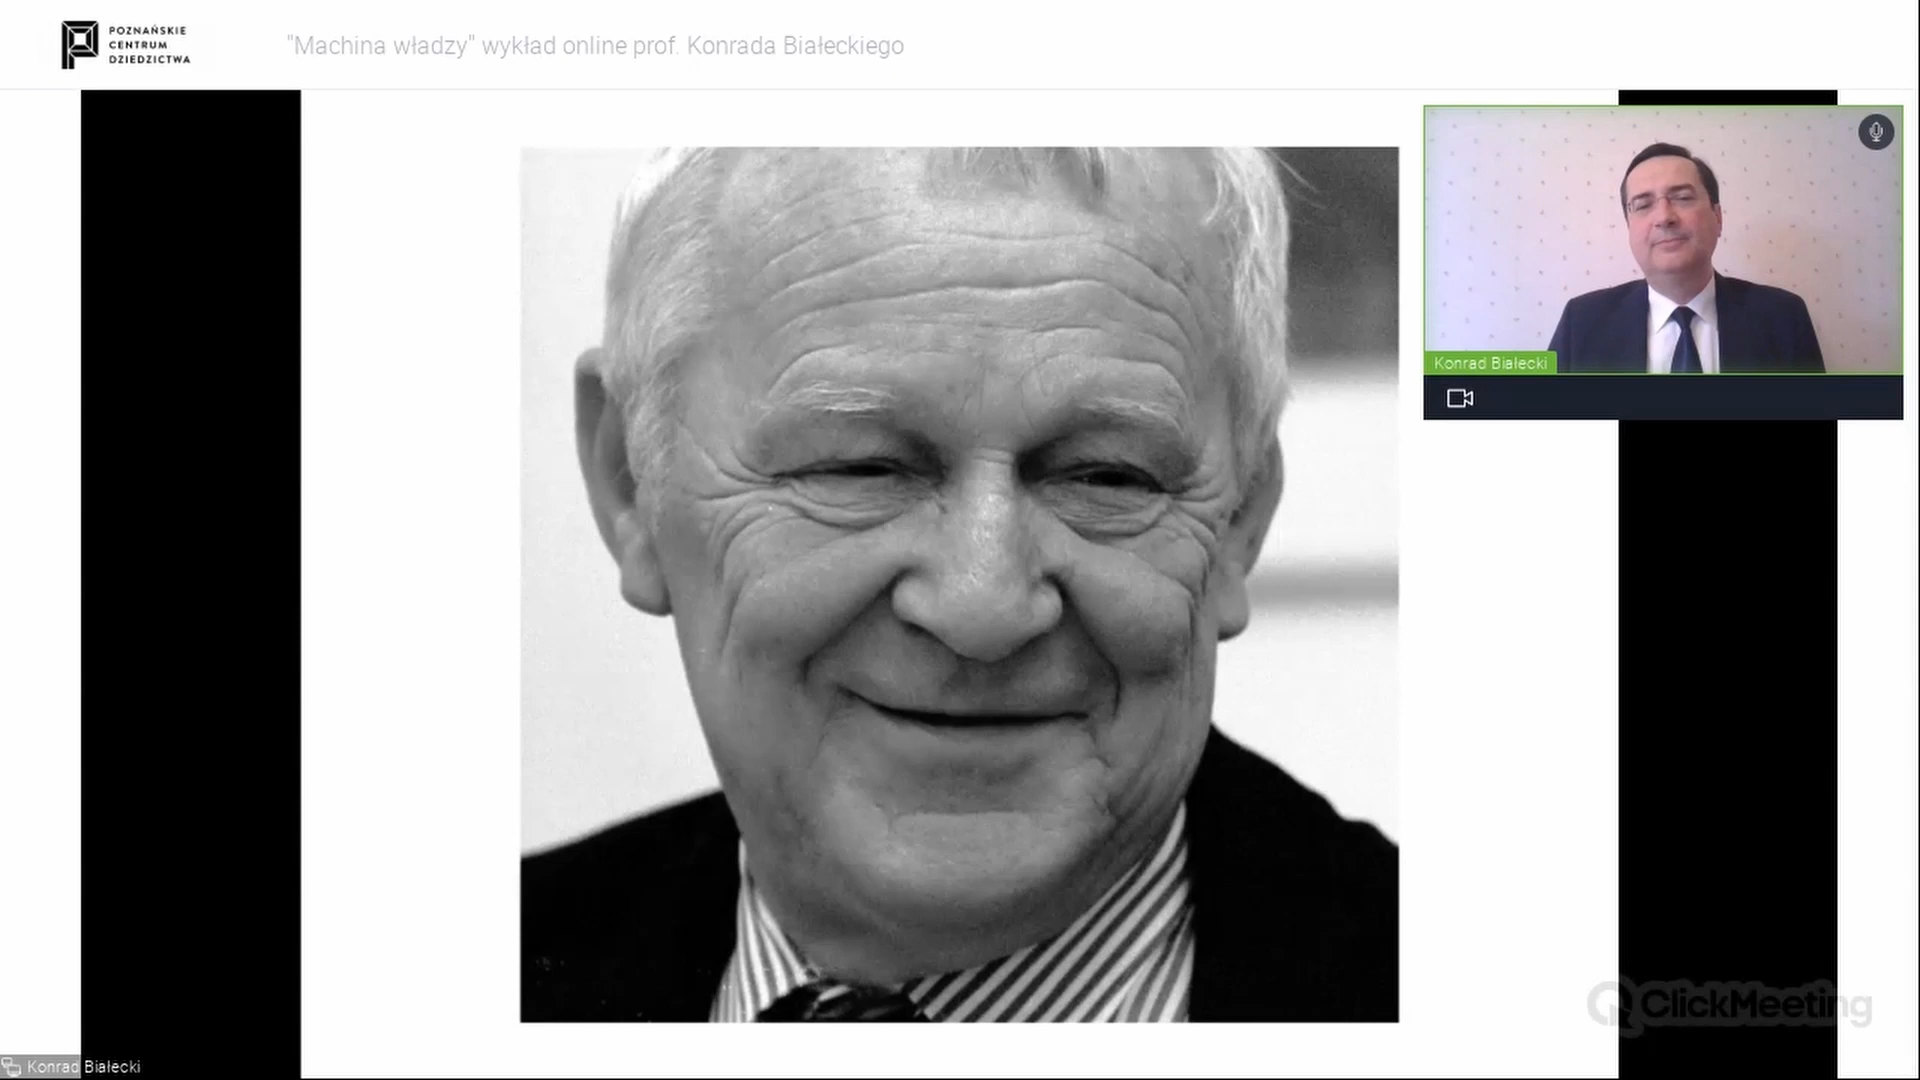 POZNAŃSKIE
CENTRUM
DZIEDZICTWA
"Machina władzy" wykład online prof. Konrada Białeckiego
Konrad Białecki
ClickMeeting
Konrad Białecki